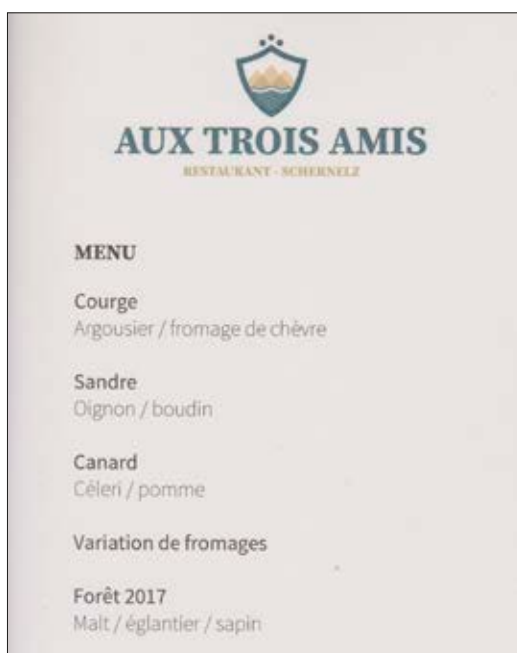 AUX TROIS AMIS
RESTAURANT - SCHERNELZ
MENU
Courge
Argousier / fromage de chèvre
Sandre
Oignon / boudin
Canard
Céleri / pomme
Variation de fromages
Forêt 2017
Malt / églantier / sapin